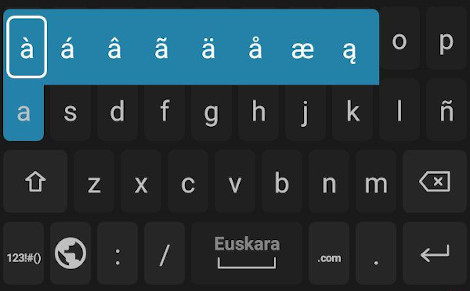 à á â ã ä å æ ą o p
a s d f g h j k l ñ
z x c v b n m
123!#() : / Euskara .com .